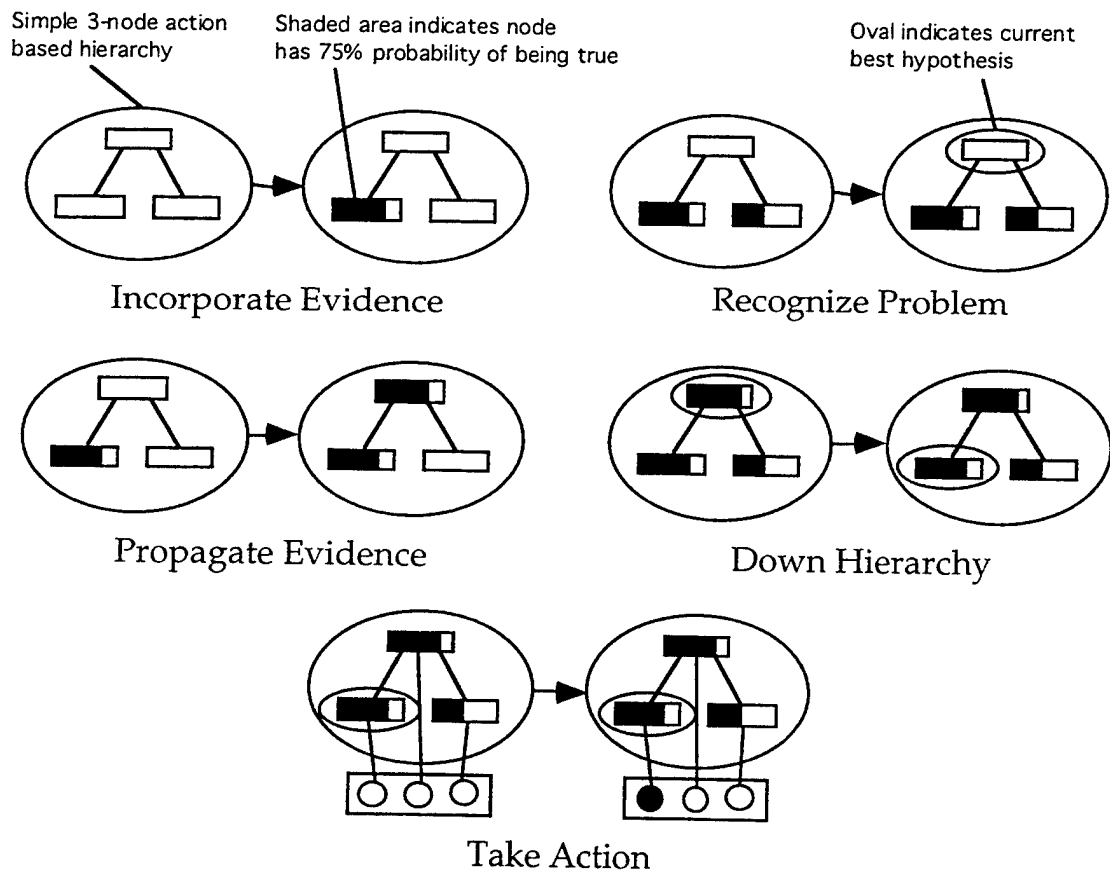 Simple 3-node action
based hierarchy
Shaded area indicates node
has 75% probability of being true
Oval indicates current
best hypothesis
Incorporate Evidence
Recognize Problem
Propagate Evidence
Down Hierarchy
Take Action